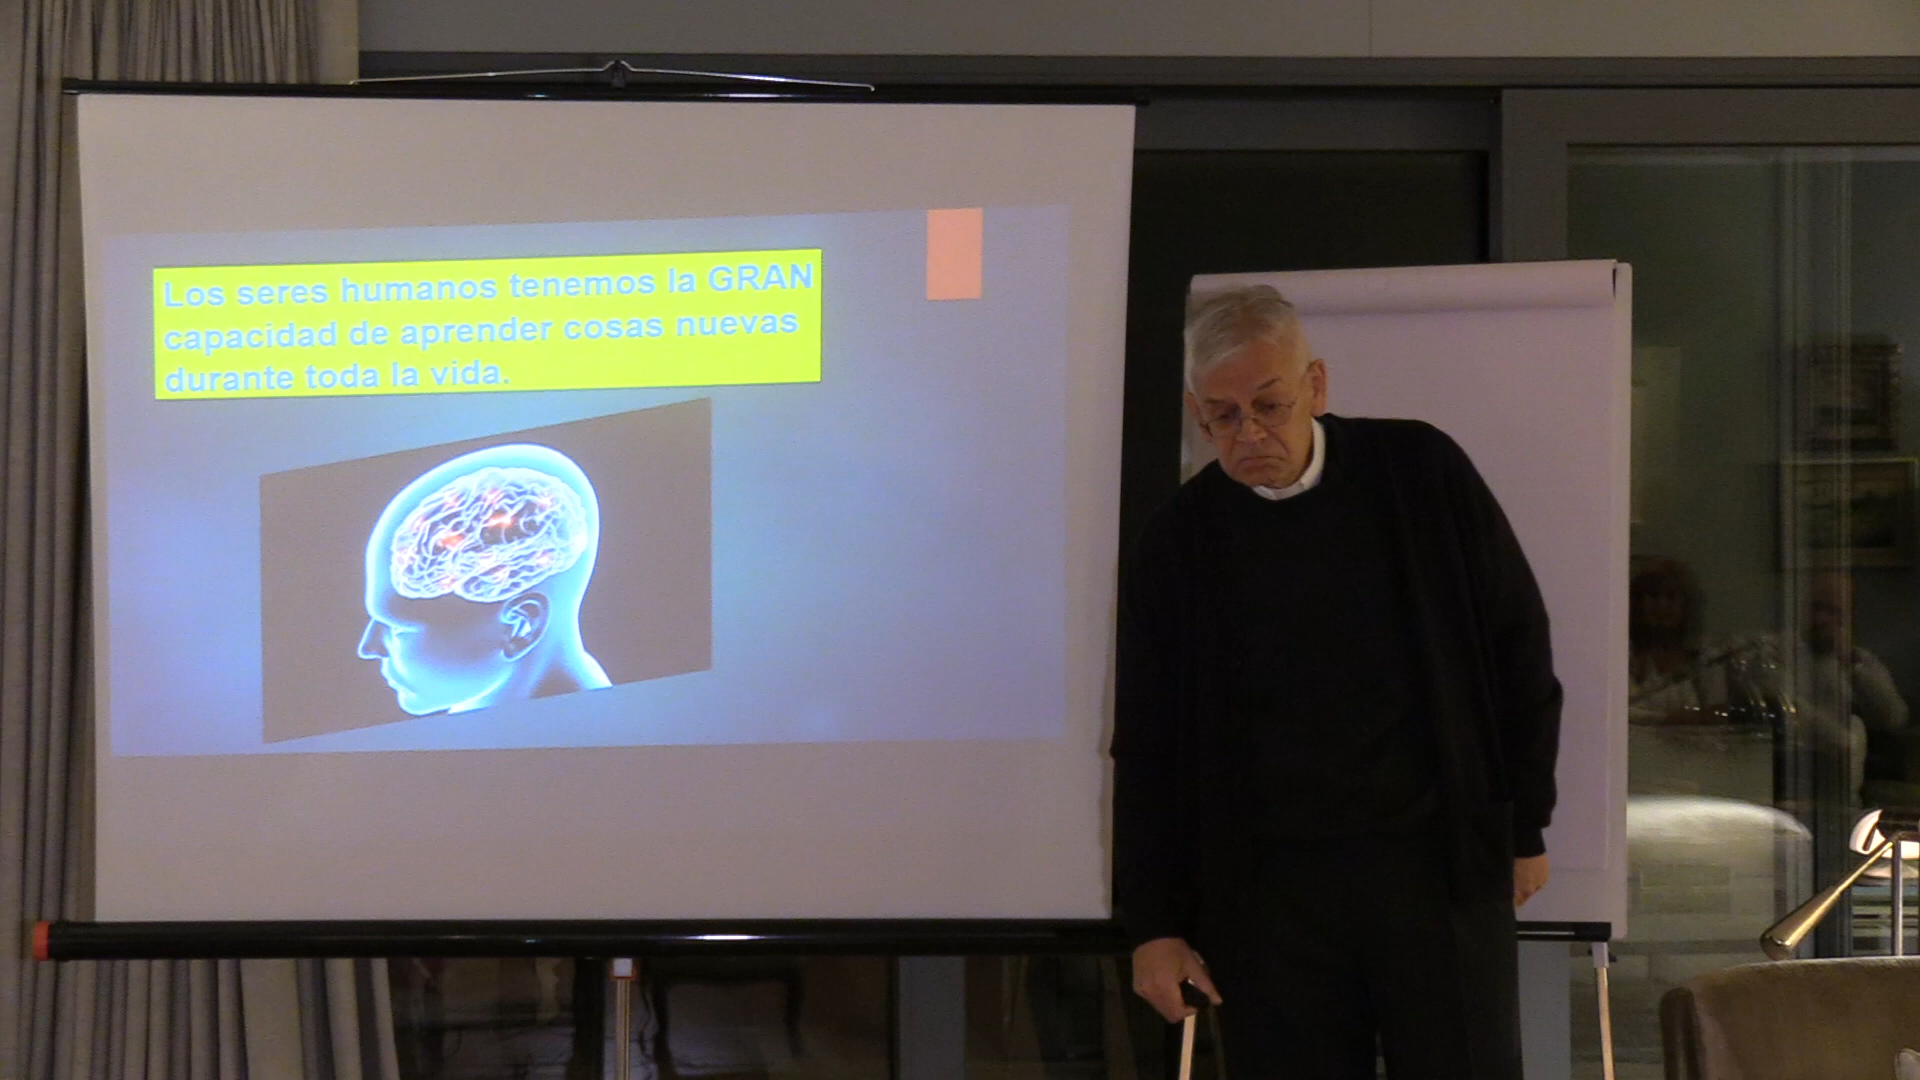 Los seres humanos tenemos la GRAN
capacidad de aprender cosas nuevas
durante toda la vida.